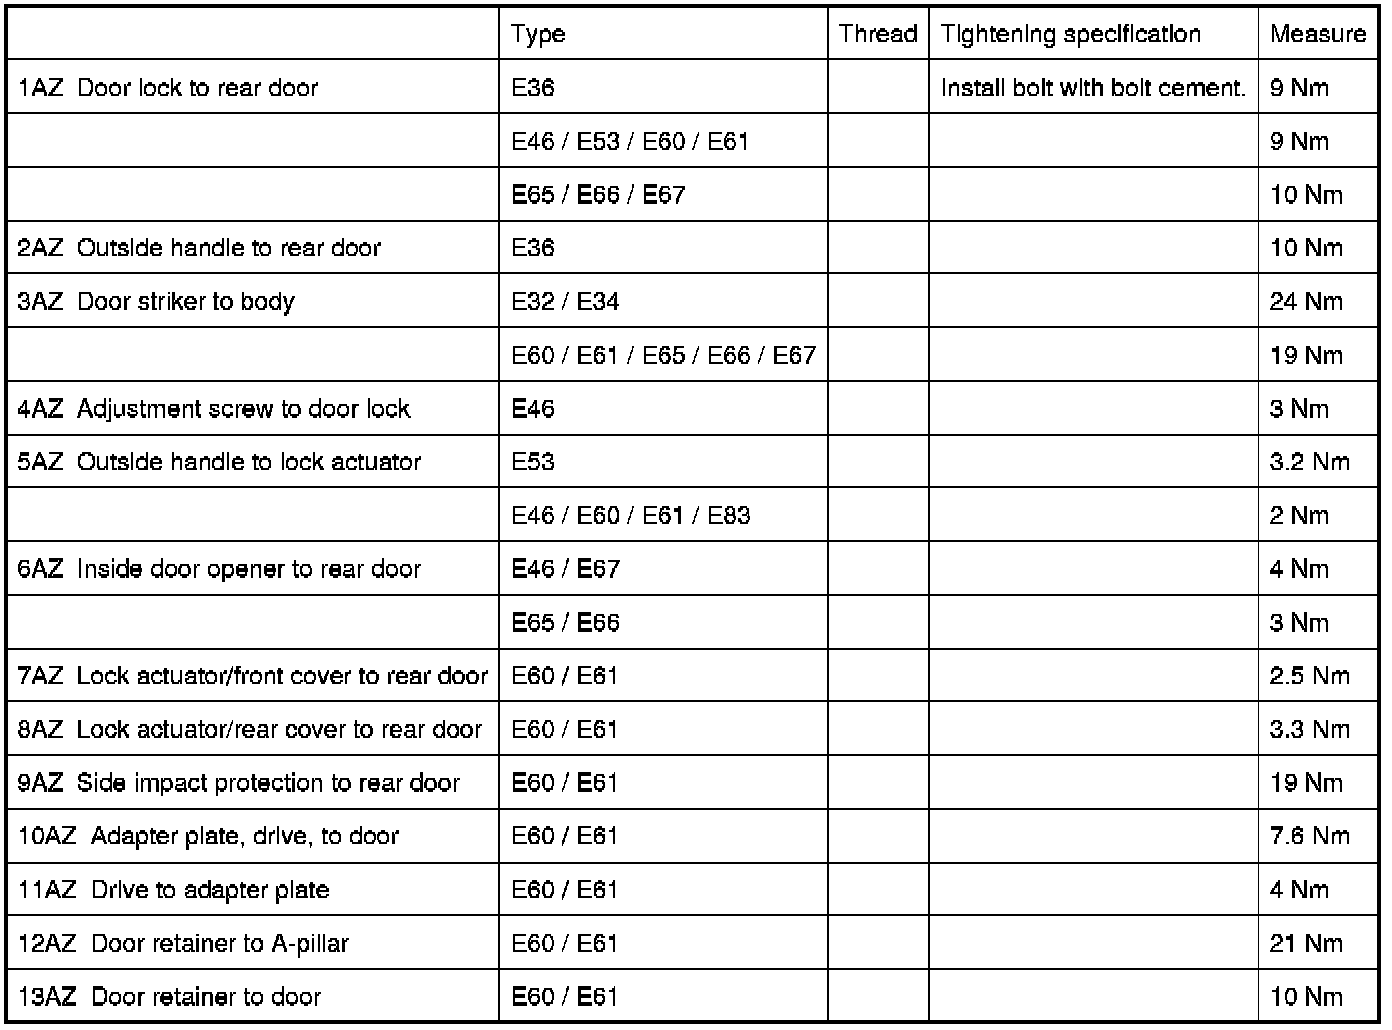 Type Thread Tightening specification Measure
1AZ Door lock to rear door E36 Install bolt with bolt cement. 9 Nm
E46 / E53 / E60 / E61 9 Nm
E65 / E66 / E67 10 Nm
2AZ Outside handle to rear door E36 10 Nm
3AZ Door striker to body E32 / E34 24 Nm
E60 / E61 / E65 / E66 / E67 19 Nm
4AZ Adjustment screw to door lock E46 3 Nm
5AZ Outside handle to lock actuator E53 3.2 Nm
E46 / E60 / E61 / E83 2 Nm
6AZ Inside door opener to rear door E46 / E67 4 Nm
E65 / E66 3 Nm
7AZ Lock actuator/front cover to rear door E60 / E61 2.5 Nm
8AZ Lock actuator/rear cover to rear door E60 / E61 3.3 Nm
9AZ Side impact protection to rear door E60 / E61 19 Nm
10AZ Adapter plate, drive, to door E60 / E61 7.6 Nm
11AZ Drive to adapter plate E60 / E61 4 Nm
12AZ Door retainer to A-pillar E60 / E61 21 Nm
13AZ Door retainer to door E60 / E61 10 Nm